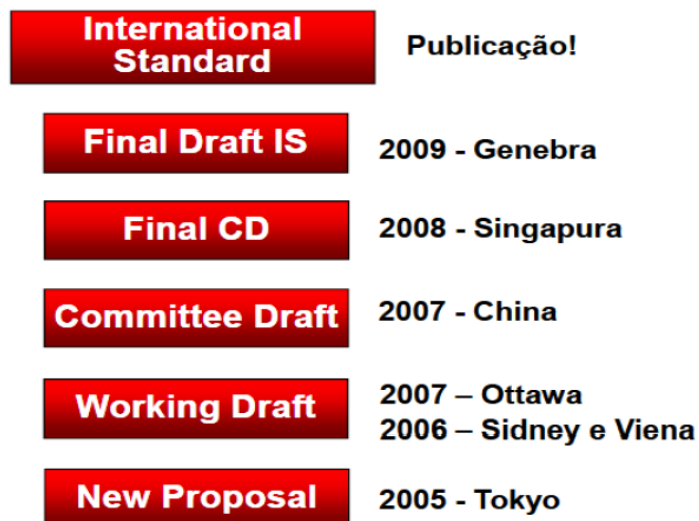 International
Standard
Publicação!
Final Draft IS
2009 - Genebra
Final CD
2008 - Singapura
Committee Draft
2007 - China
Working Draft
2007 – Ottawa
2006 – Sidney e Viena
New Proposal
2005 - Tokyo